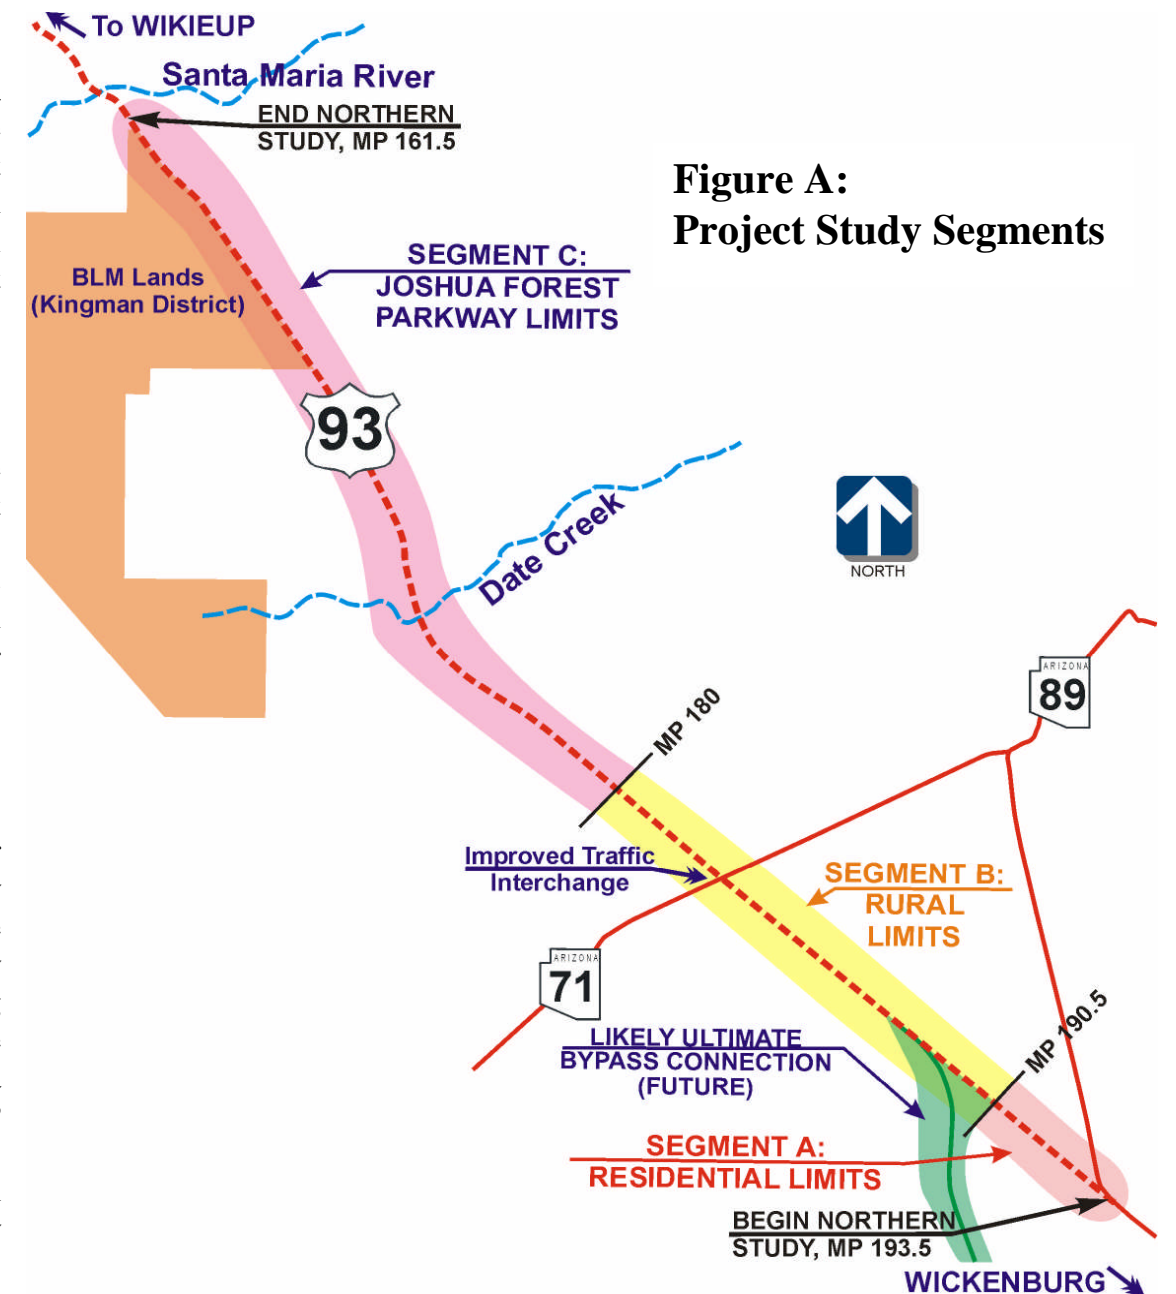 To WIKIEUP
Santa Maria River
END NORTHERN
STUDY, MP 161.5
Figure A:
Project Study Segments
SEGMENT C:
JOSHUA FOREST
PARKWAY LIMITS
BLM Lands
(Kingman District)
93
Date Creek
NORTH
ARIZONA
89
MP 180
Improved Traffic
Interchange
SEGMENT B:
RURAL
LIMITS
ARIZONA
71
MP 190.5
LIKELY ULTIMATE
BYPASS CONNECTION
(FUTURE)
SEGMENT A:
RESIDENTIAL LIMITS
BEGIN NORTHERN
STUDY, MP 193.5
WICKENBURG